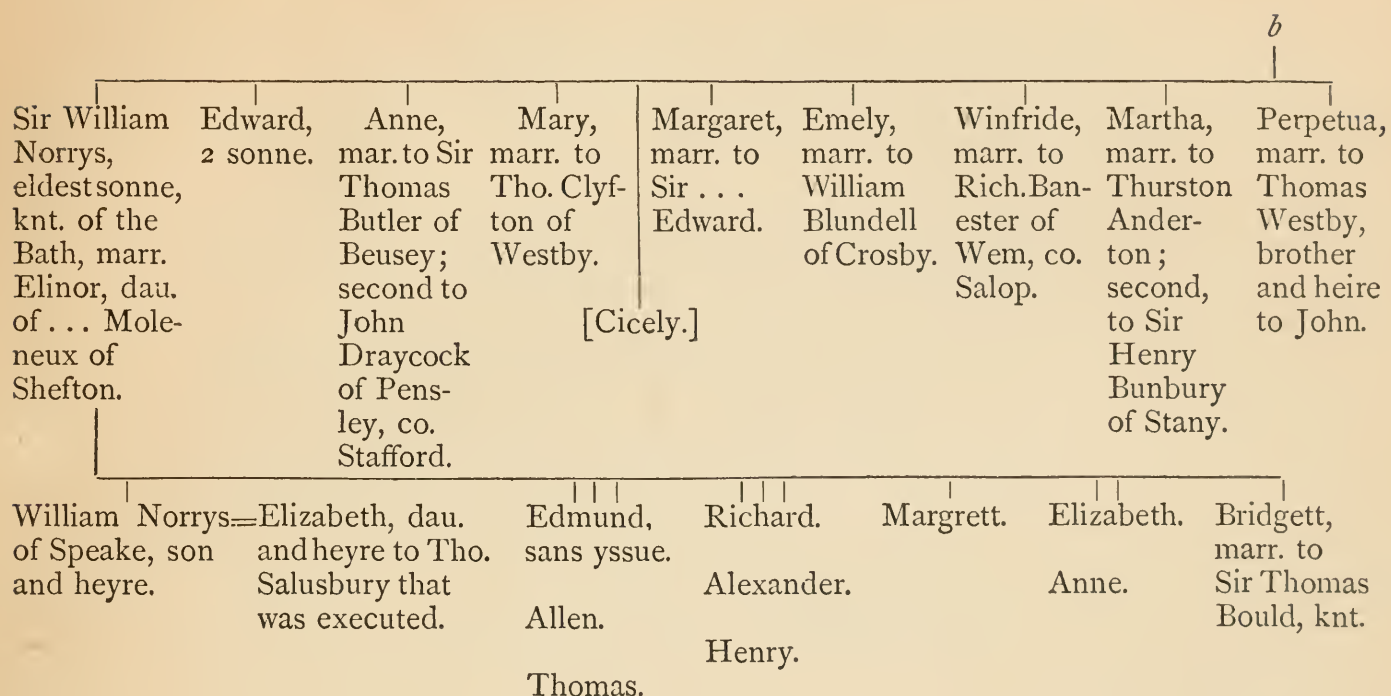 b
Sir William
Norrys,
eldest sonne,
knt. of the
Bath, marr.
Elinor, dau.
of ... Mole-
neux of
Shefton.
Edward,
2 sonne.
Anne,
mar. to Sir
Thomas
Butler of
Beusey;
second to
John
Draycock
of Pens-
ley, co.
Stafford.
Mary,
marr. to
Tho. Clyf-
ton of
Westby.
[Cicely.]
Margaret,
marr. to
Sir ...
Edward.
Emely,
marr. to
William
Blundell
of Crosby.
Winfride,
marr. to
Rich. Ban-
ester of
Wem, co.
Salop.
Martha,
marr. to
Thurston
Ander-
ton;
second,
to Sir
Henry
Bunbury
of Stany.
Perpetua,
marr. to
Thomas
Westby,
brother
and heire
to John.
William Norrys=
of Speake, son
and heyre.
Elizabeth, dau.
and heyre to Tho.
Salusbury that
was executed.
Edmund,
sans yssue.
Allen.
Thomas.
Richard.
Alexander.
Henry.
Margrett.
Elizabeth.
Anne.
Bridgett,
marr. to
Sir Thomas
Bould, knt.